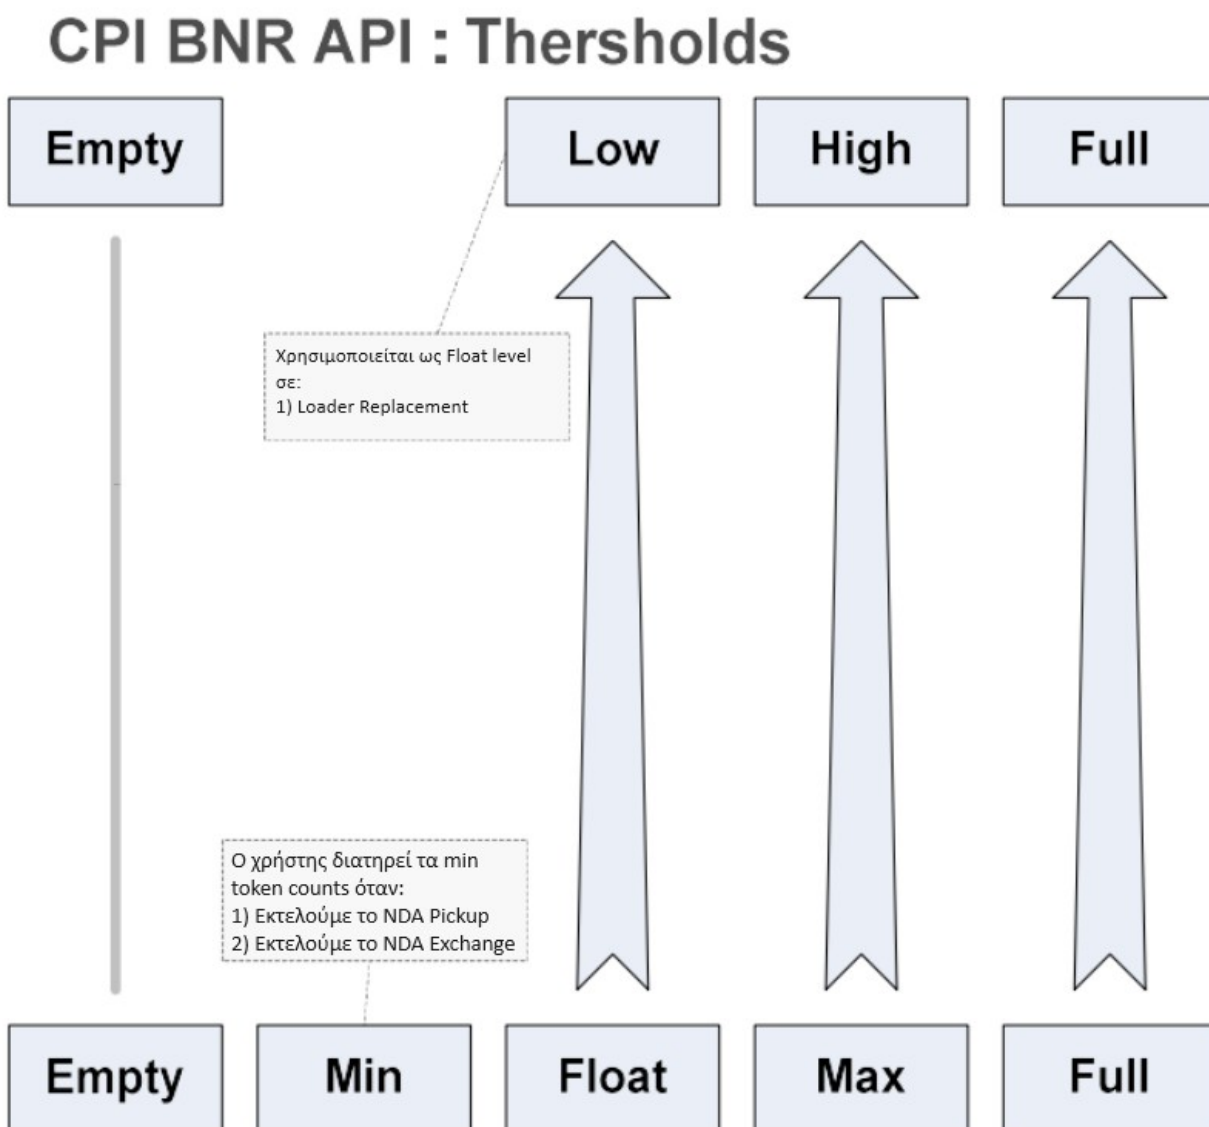 CPI BNR API : Thersholds
Empty
Low
High
Full
Χρησιμοποιείται ως Float level
σε:
1) Loader Replacement
Ο χρήστης διατηρεί τα min
token counts όταν:
1) Εκτελούμε το NDA Pickup
2) Εκτελούμε το NDA Exchange
Empty
Min
Float
Max
Full